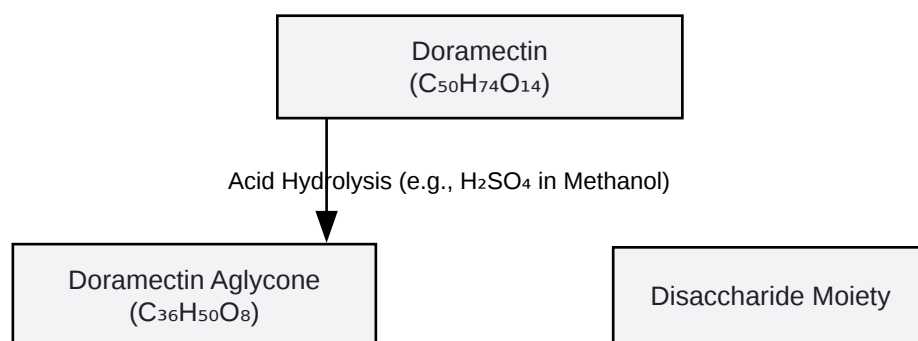 Doramectin
(C₅₀H₇₄O₁₄)
Acid Hydrolysis (e.g., H₂SO₄ in Methanol)
Doramectin Aglycone
(C₃₆H₅₀O₈)
Disaccharide Moiety